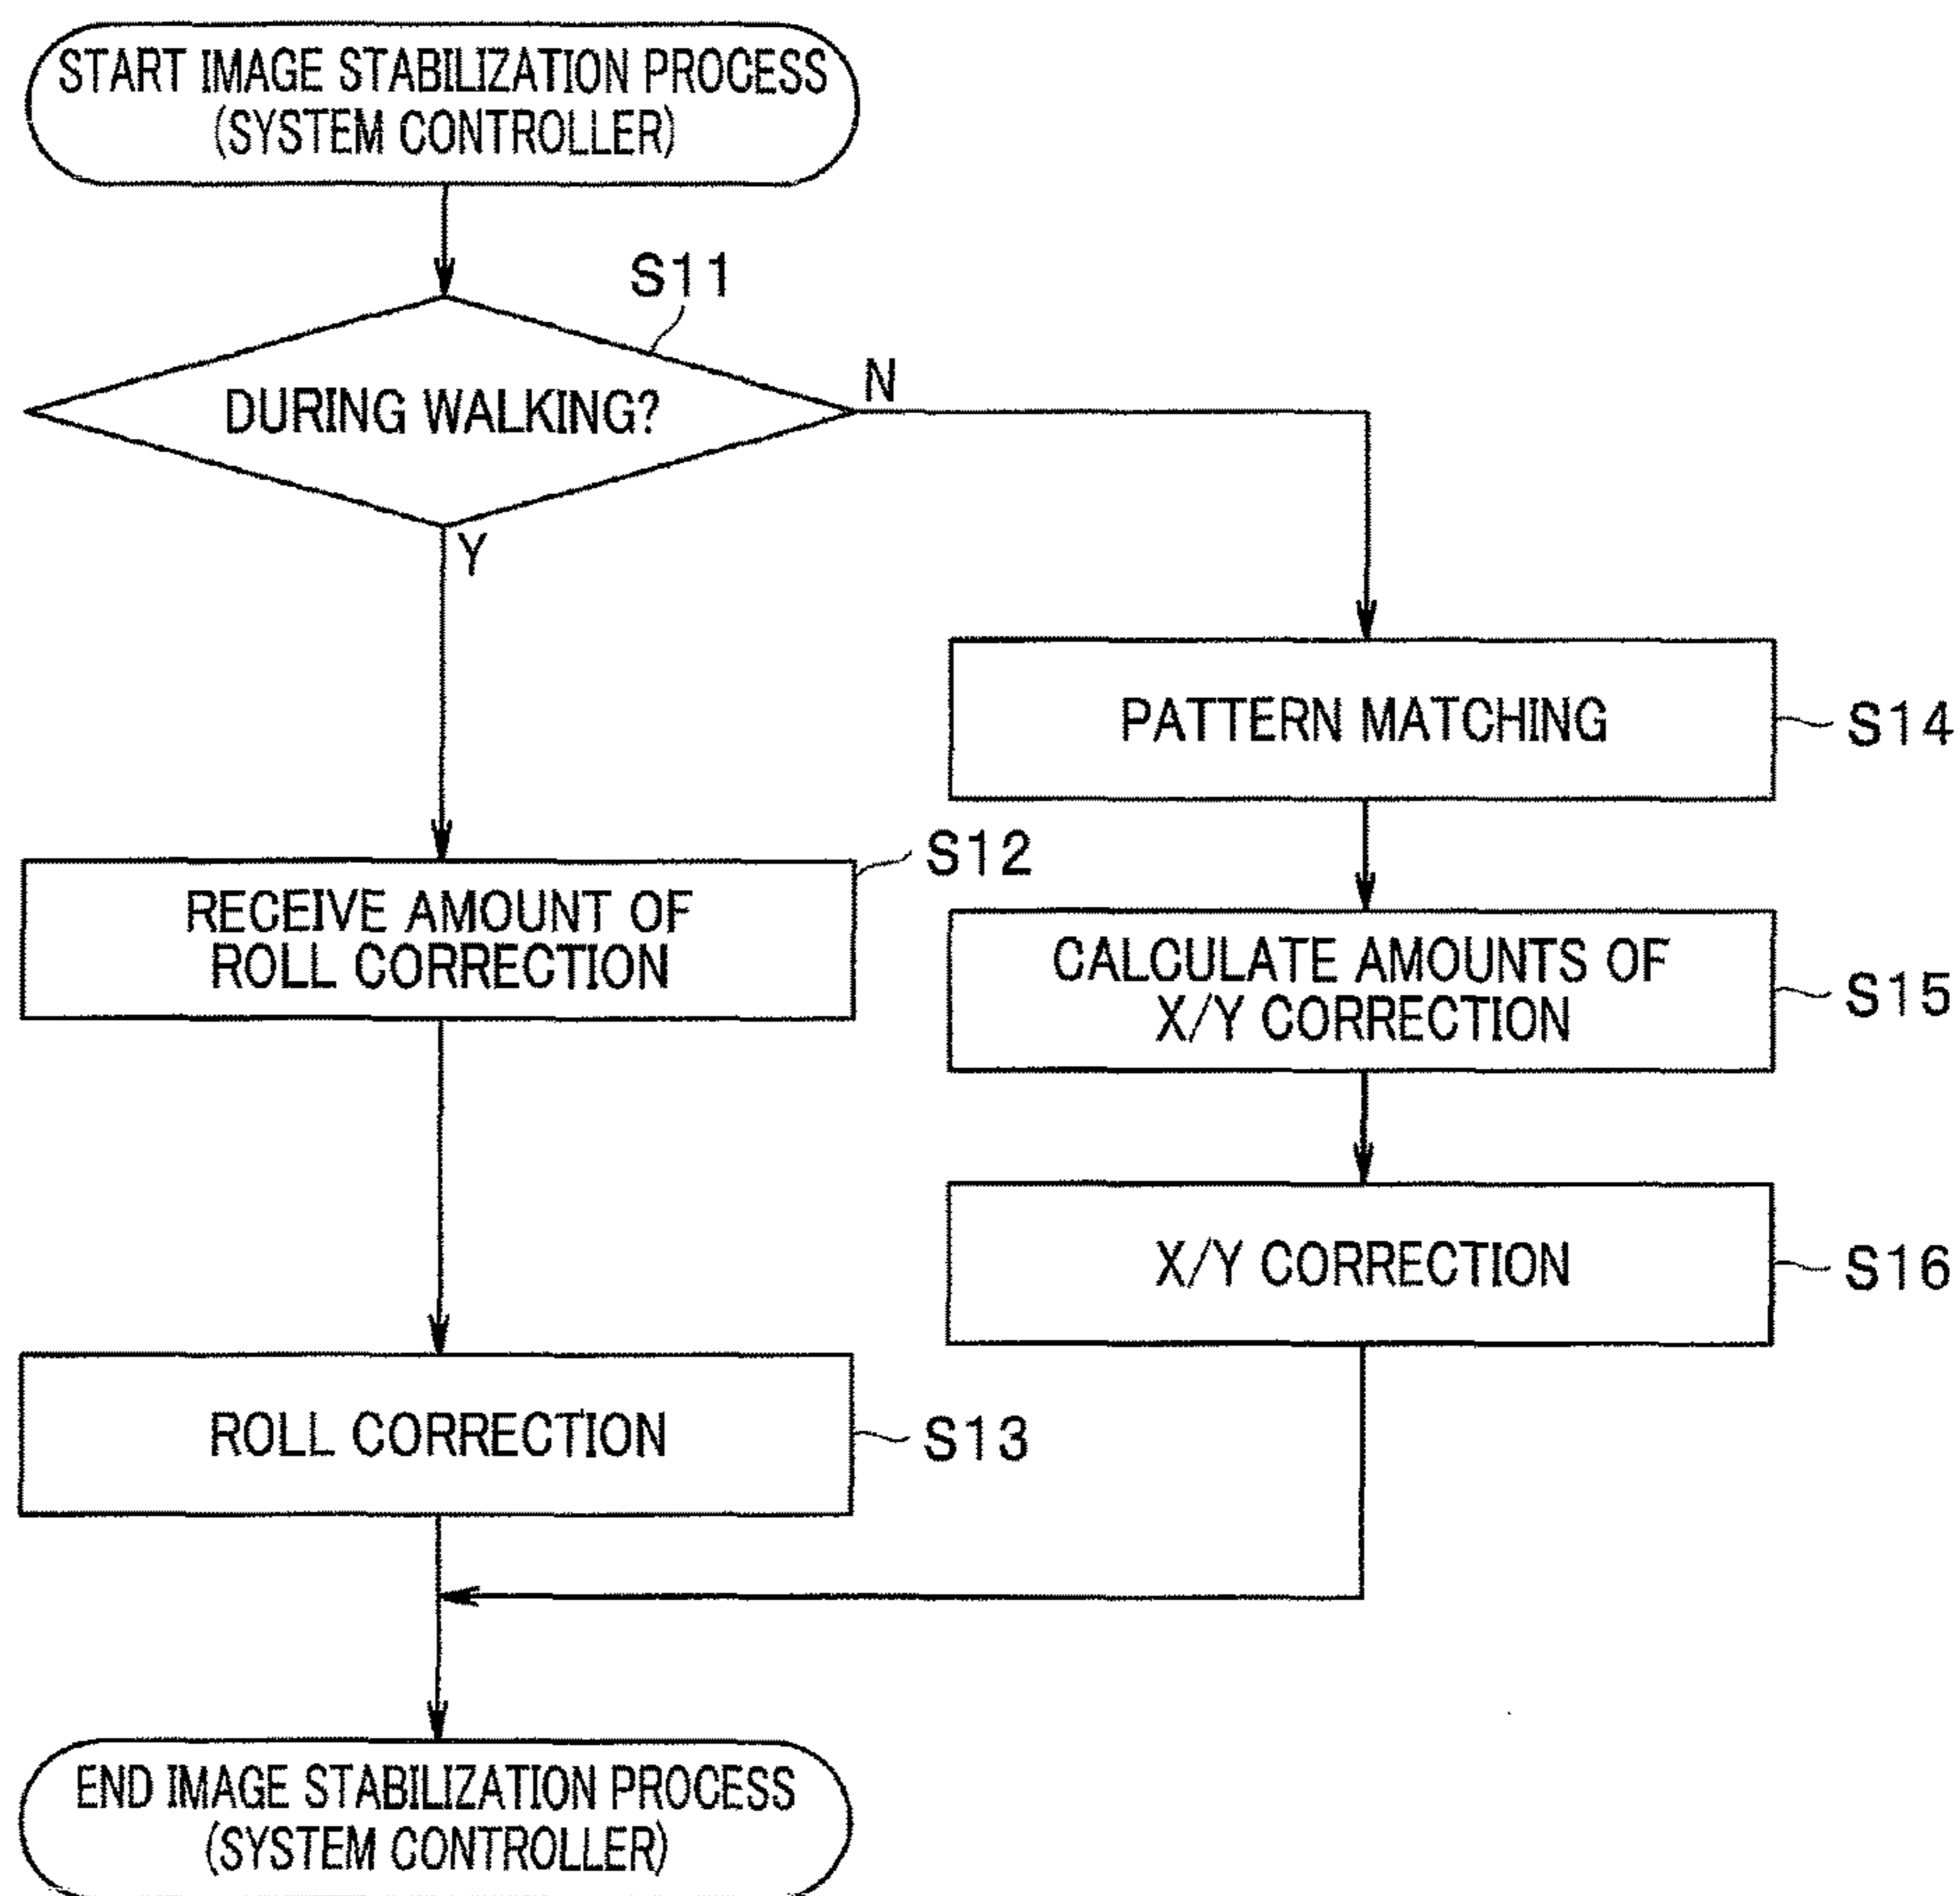 START IMAGE STABILIZATION PROCESS
(SYSTEM CONTROLLER)
S11
DURING WALKING?
N
Y
PATTERN MATCHING
S14
S12
RECEIVE AMOUNT OF
ROLL CORRECTION
CALCULATE AMOUNTS OF
X/Y CORRECTION
S15
X/Y CORRECTION
S16
ROLL CORRECTION
S13
END IMAGE STABILIZATION PROCESS
(SYSTEM CONTROLLER)